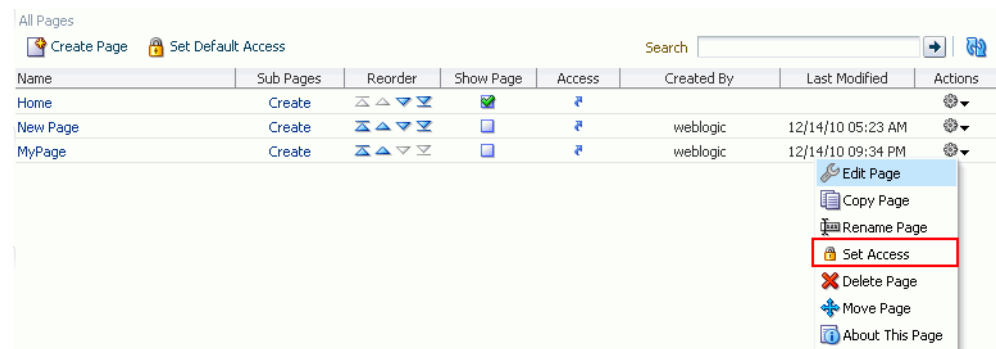 All Pages
Create Page Set Default Access Search
Name Sub Pages Reorder Show Page Access Created By Last Modified Actions
Home Create
New Page Create weblogic 12/14/10 05:23 AM
MyPage Create weblogic 12/14/10 09:34 PM
Edit Page
Copy Page
Rename Page
Set Access
Delete Page
Move Page
About This Page